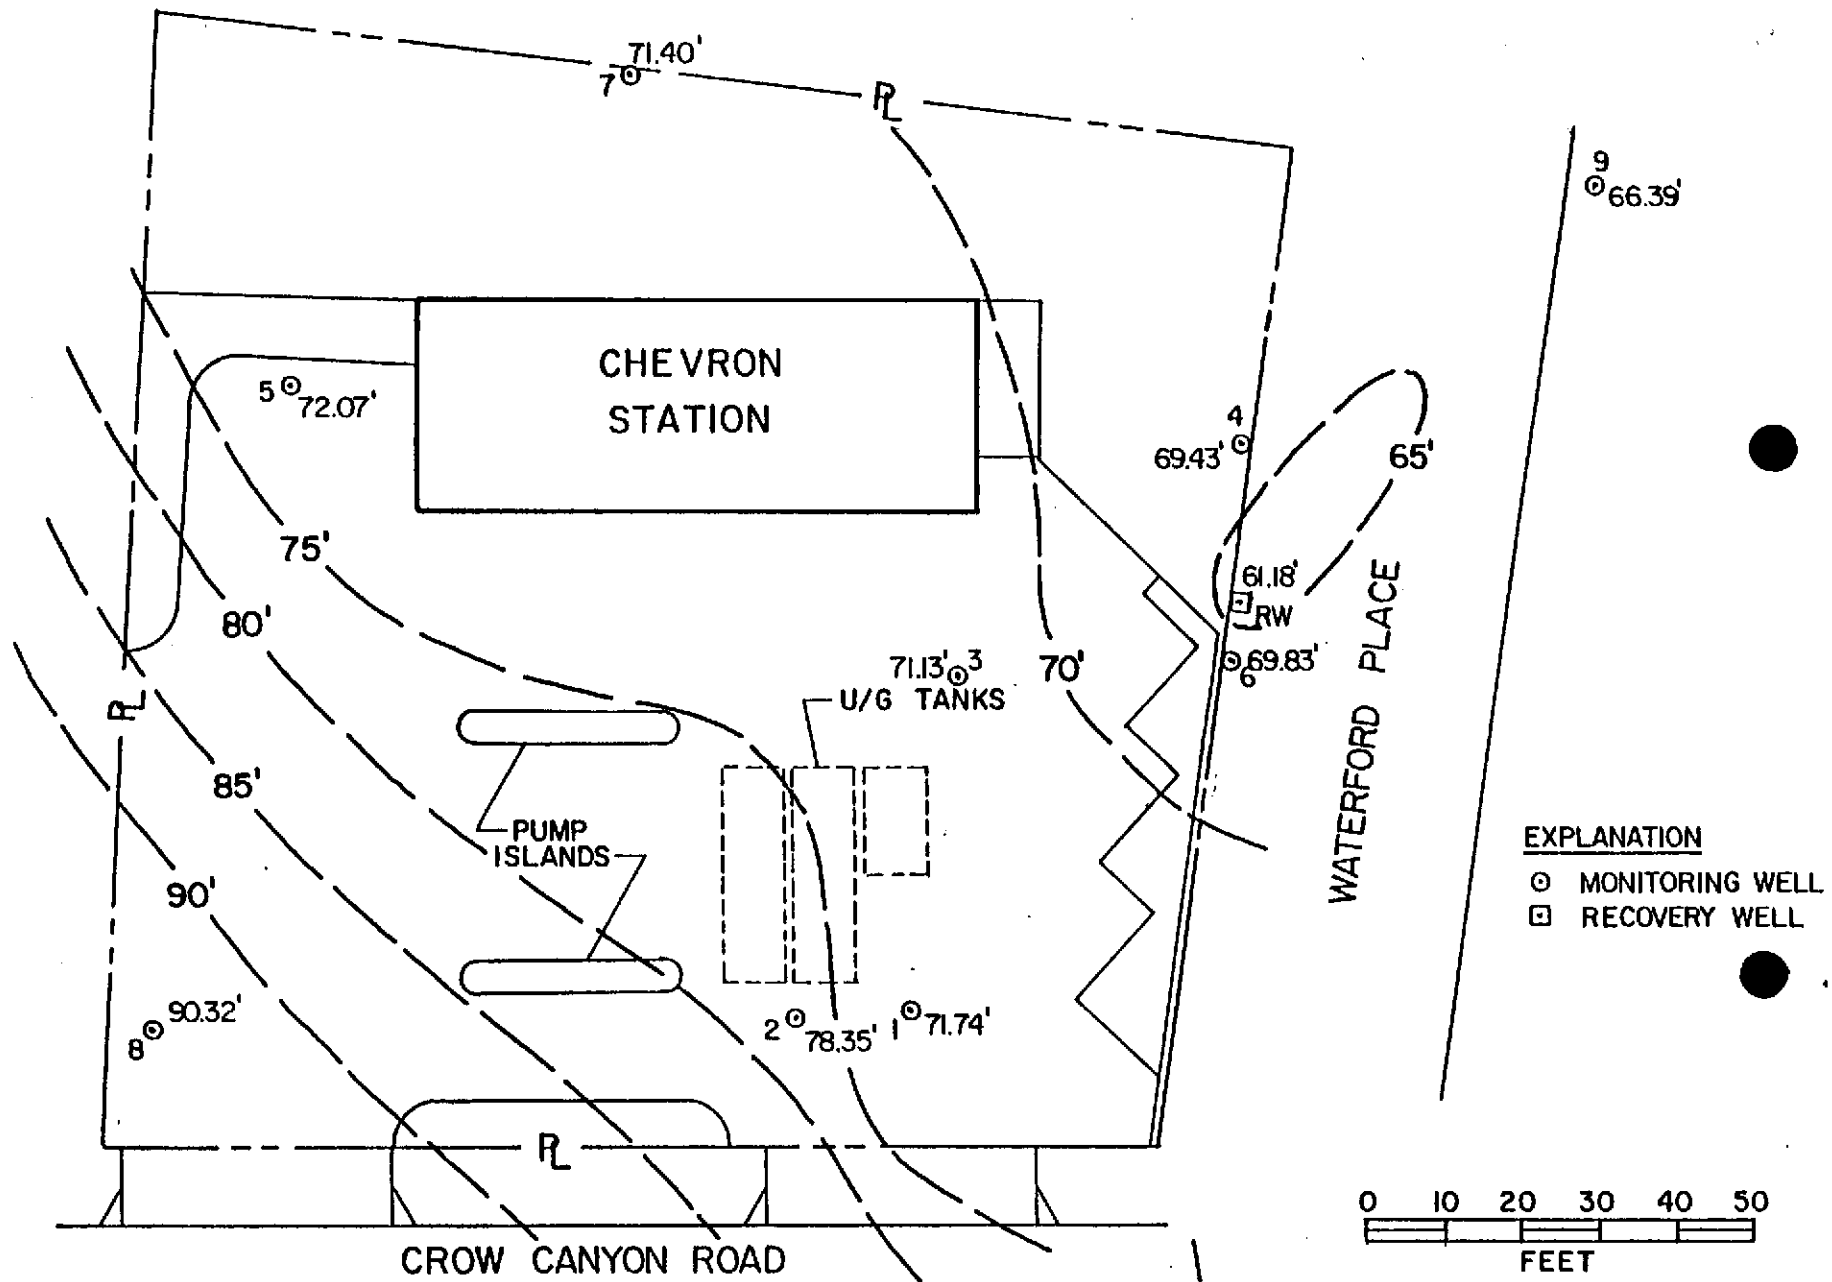 71.40'
7
PL
9
66.39'
CHEVRON
STATION
5
72.07'
4
69.43'
65'
75'
61.18'
RW
80'
71.13'
3
70'
69.83'
6
U/G TANKS
PL
WATERFORD PLACE
85'
PUMP
ISLANDS
90'
EXPLANATION
MONITORING WELL
RECOVERY WELL
90.32'
8
2
78.35'
1
71.74'
PL
0 10 20 30 40 50
FEET
CROW CANYON ROAD